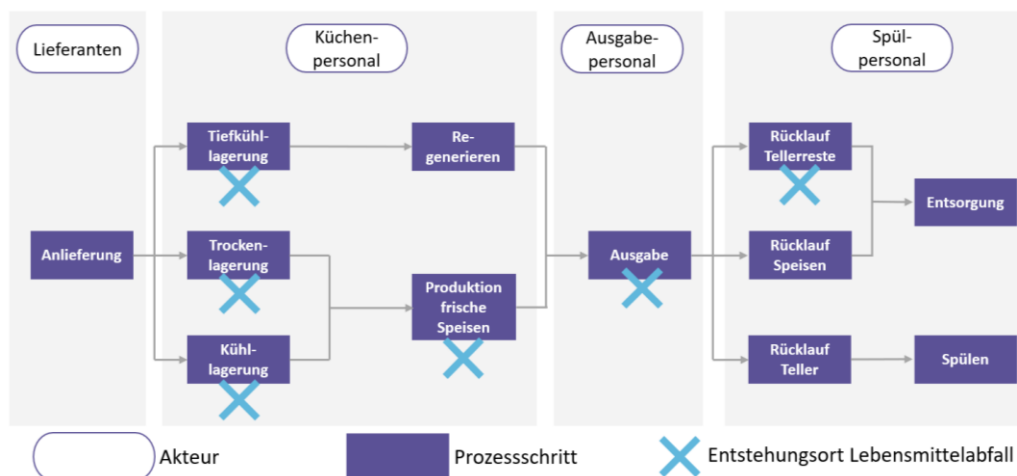 Lieferanten
Küchen-
personal
Ausgabe-
personal
Spül-
personal
Tiefkühl-
lagerung
Re-
generieren
Rücklauf
Tellerreste
Entsorgung
Anlieferung
Trocken-
lagerung
Ausgabe
Rücklauf
Speisen
Produktion
frische
Speisen
Kühl-
lagerung
Rücklauf
Teller
Spülen
Akteur
Prozessschritt
Entstehungsort Lebensmittelabfall